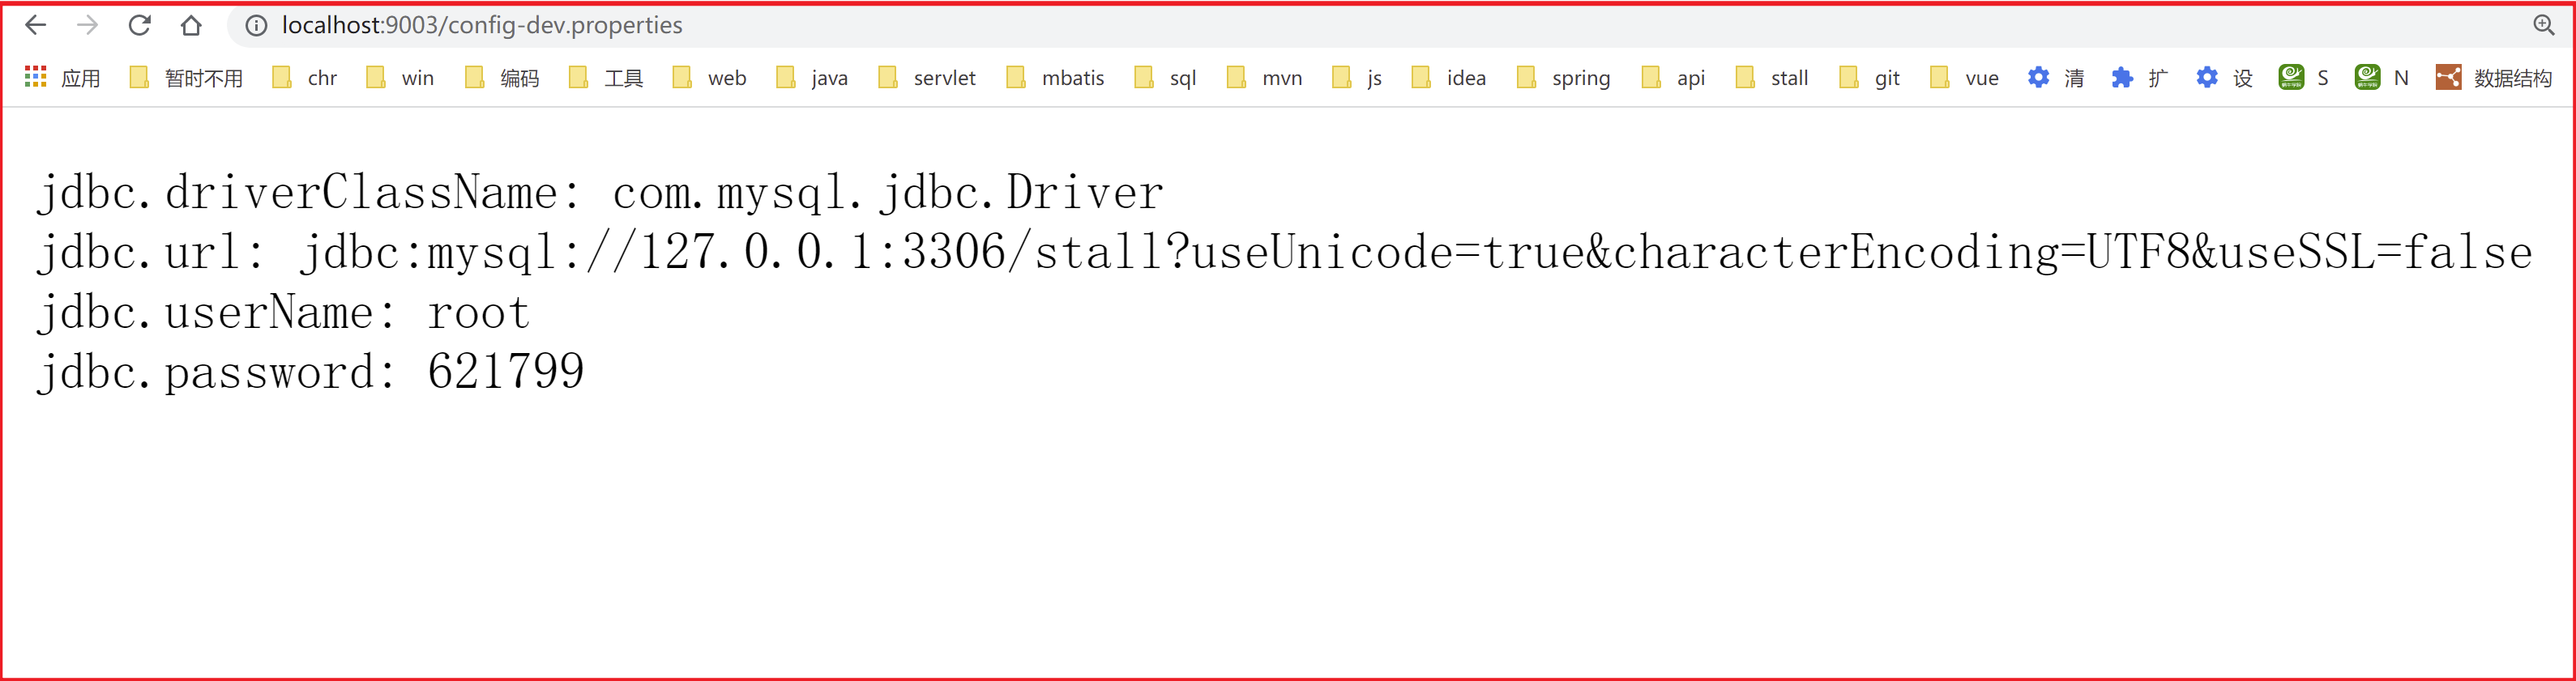 localhost:9003/config-dev.properties
应用 暂时不用 chr win 编码 工具 web java servlet mbatis sql mvn js idea spring api stall git vue 清 扩 设 S N 数据结构
jdbc.driverClassName: com.mysql.jdbc.Driver
jdbc.url: jdbc:mysql://127.0.0.1:3306/stall?useUnicode=true&characterEncoding=UTF8&useSSL=false
jdbc.userName: root
jdbc.password: 621799